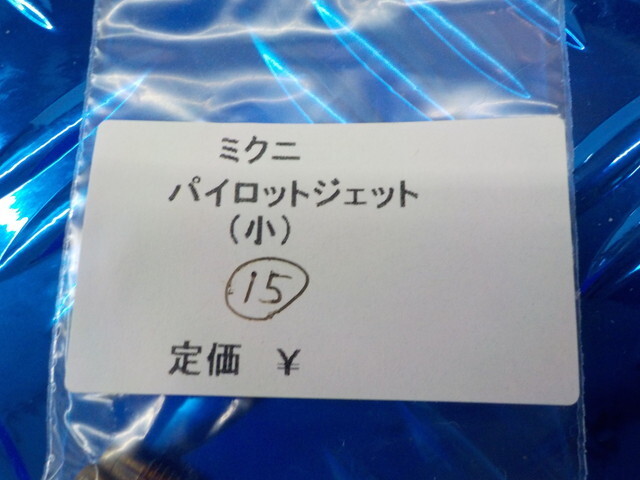 ミクニ
パイロットジェット
（小）
15
定価　￥